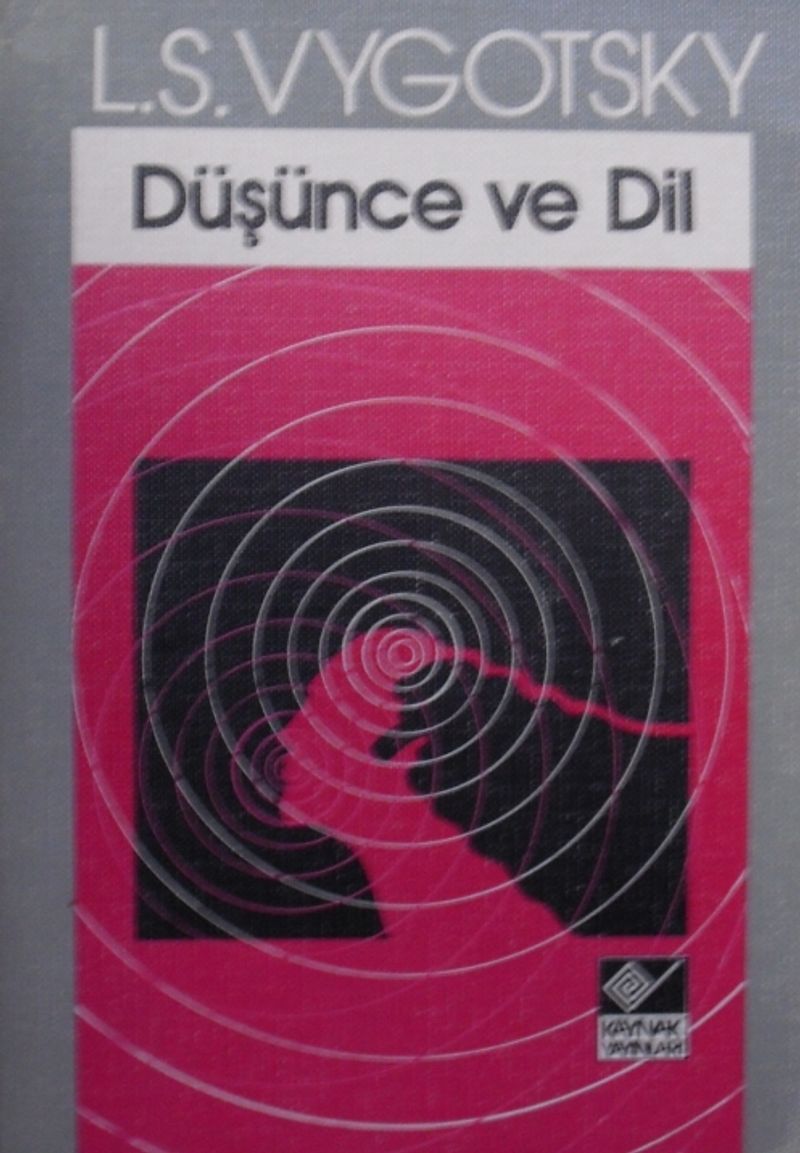 L.S. VYGOTSKY
Düşünce ve Dil
KAYNAK
YAYINLARI